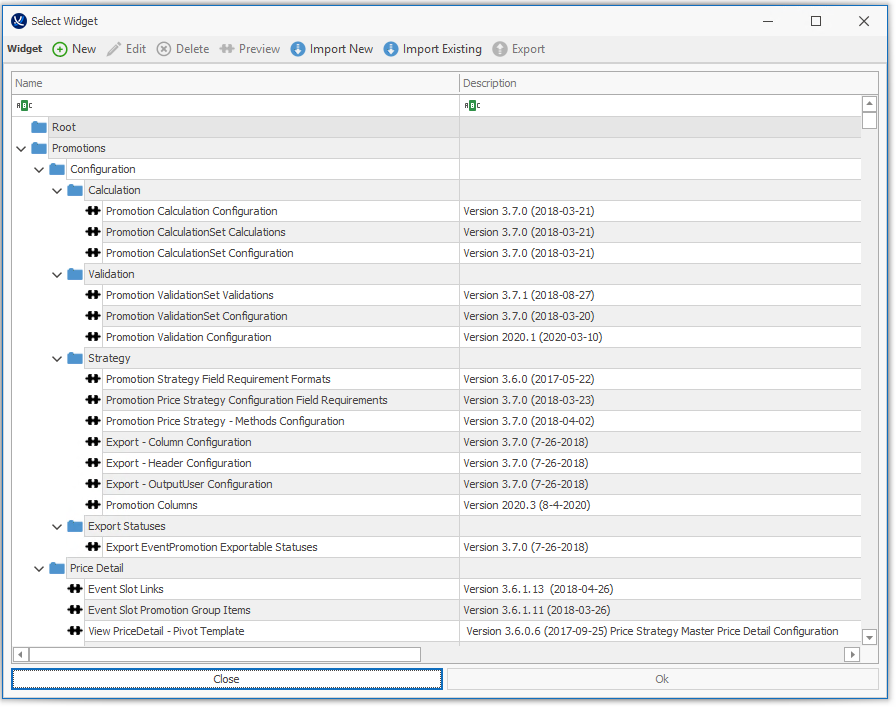 Select Widget
Widget New Edit Delete Preview Import New Import Existing Export
Name Description
ABC ABC
Root
Promotions
Configuration
Calculation
Promotion Calculation Configuration Version 3.7.0 (2018-03-21)
Promotion CalculationSet Calculations Version 3.7.0 (2018-03-21)
Promotion CalculationSet Configuration Version 3.7.0 (2018-03-21)
Validation
Promotion ValidationSet Validations Version 3.7.1 (2018-08-27)
Promotion ValidationSet Configuration Version 3.7.0 (2018-03-20)
Promotion Validation Configuration Version 2020.1 (2020-03-10)
Strategy
Promotion Strategy Field Requirement Formats Version 3.6.0 (2017-05-22)
Promotion Price Strategy Configuration Field Requirements Version 3.7.0 (2018-03-23)
Promotion Price Strategy - Methods Configuration Version 3.7.0 (2018-04-02)
Export - Column Configuration Version 3.7.0 (7-26-2018)
Export - Header Configuration Version 3.7.0 (7-26-2018)
Export - OutputUser Configuration Version 3.7.0 (7-26-2018)
Promotion Columns Version 2020.3 (8-4-2020)
Export Statuses
Export EventPromotion Exportable Statuses Version 3.7.0 (7-26-2018)
Price Detail
Event Slot Links Version 3.6.1.13 (2018-04-26)
Event Slot Promotion Group Items Version 3.6.1.11 (2018-03-26)
View PriceDetail - Pivot Template Version 3.6.0.6 (2017-09-25) Price Strategy Master Price Detail Configuration
Close Ok